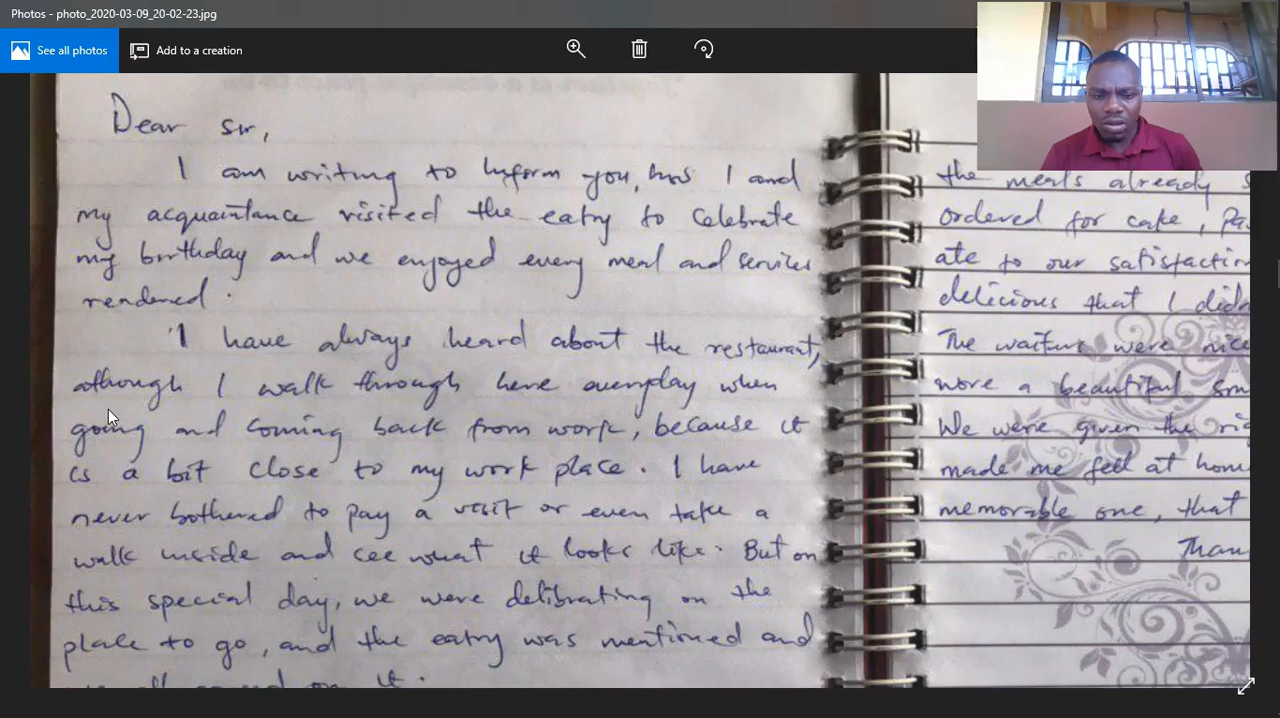 Photos - photo_2020-03-09_20-02-23.jpg
See all photos
Add to a creation
Dear Sir,
I am writing to inform you, has I and
my acquaintance visited the eatry to celebrate
my birthday and we enjoyed every meal and services
rendered.
I have always heard about the restaurant,
although I walk through here everyday when
going and coming back from work, because it
is a bit close to my work place. I have
never bothered to pay a visit or even take a
walk inside and see what it looks like. But on
this special day, we were delibrating on the
place to go, and the eatry was mentioned and
on it.
the meals already
ordered for cake,
ate to our satisfaction
delicious that I
The were nice
wore a beautiful
We were given the
made me feel at home
memorable one, that